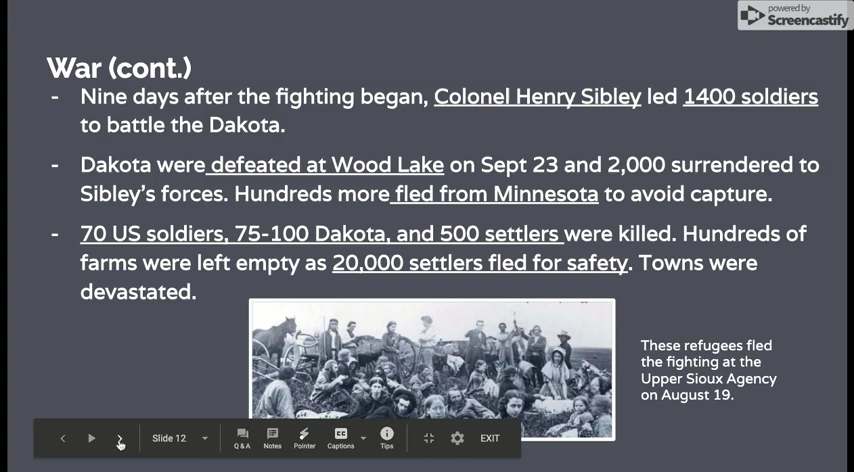 powered by
Screencastify
War (cont.)
- Nine days after the fighting began, Colonel Henry Sibley led 1400 soldiers
to battle the Dakota.
- Dakota were defeated at Wood Lake on Sept 23 and 2,000 surrendered to
Sibley's forces. Hundreds more fled from Minnesota to avoid capture.
- 70 US soldiers, 75-100 Dakota, and 500 settlers were killed. Hundreds of
farms were left empty as 20,000 settlers fled for safety. Towns were
devastated.
These refugees fled
the fighting at the
Upper Sioux Agency
on August 19.
Slide 12
Q & A
Notes
Pointer
CC
Captions
Tips
EXIT